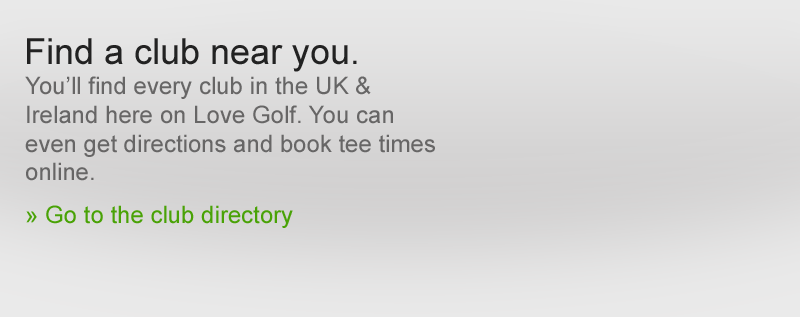 Find a club near you.
You’ll find every club in the UK &
Ireland here on Love Golf. You can
even get directions and book tee times
online.
» Go to the club directory